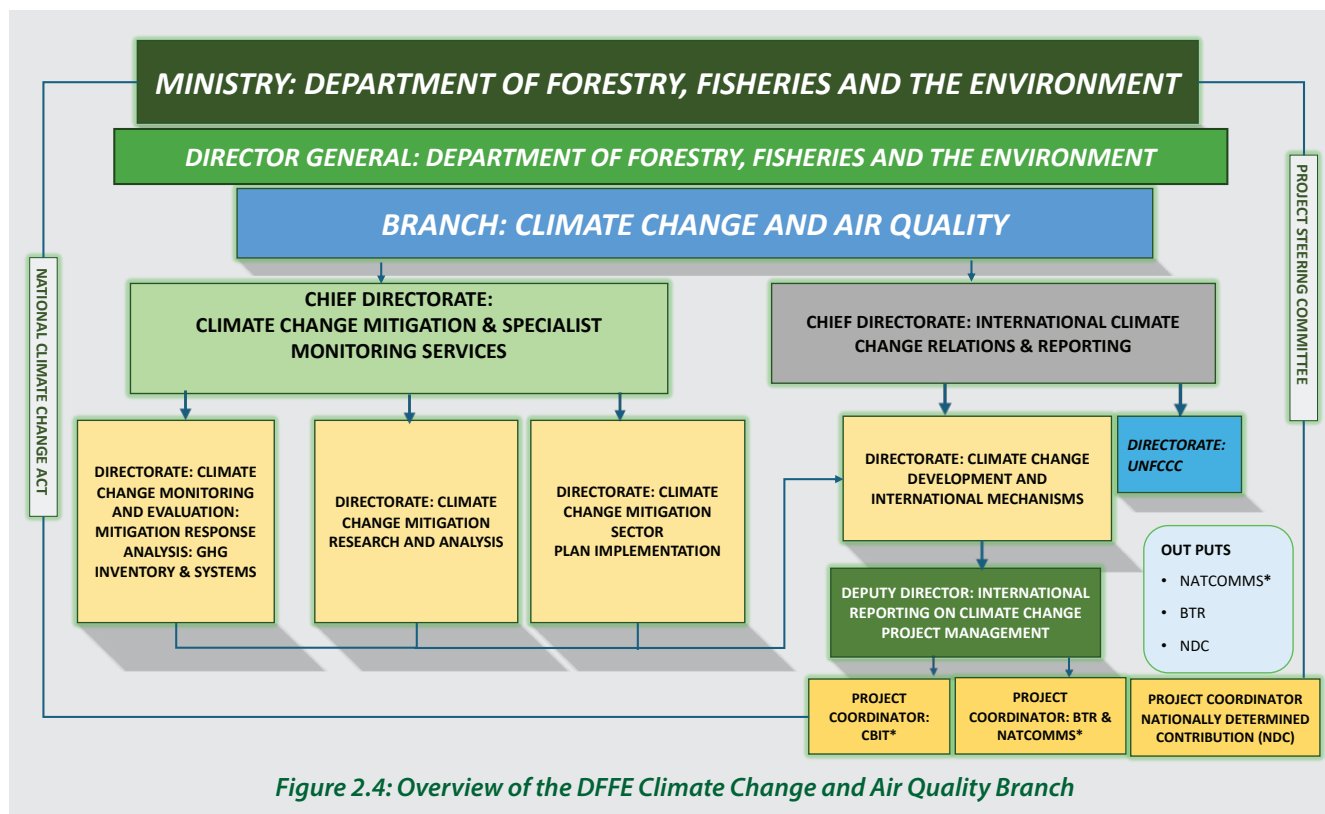 MINISTRY: DEPARTMENT OF FORESTRY, FISHERIES AND THE ENVIRONMENT
DIRECTOR GENERAL: DEPARTMENT OF FORESTRY, FISHERIES AND THE ENVIRONMENT
BRANCH: CLIMATE CHANGE AND AIR QUALITY
NATIONAL CLIMATE CHANGE ACT
PROJECT STEERING COMMITTEE
CHIEF DIRECTORATE:
CLIMATE CHANGE MITIGATION & SPECIALIST
MONITORING SERVICES
CHIEF DIRECTORATE: INTERNATIONAL CLIMATE
CHANGE RELATIONS & REPORTING
DIRECTORATE: CLIMATE
CHANGE MONITORING
AND EVALUATION:
MITIGATION RESPONSE
ANALYSIS: GHG
INVENTORY & SYSTEMS
DIRECTORATE: CLIMATE
CHANGE MITIGATION
RESEARCH AND ANALYSIS
DIRECTORATE: CLIMATE
CHANGE MITIGATION
SECTOR
PLAN IMPLEMENTATION
DIRECTORATE: CLIMATE CHANGE
DEVELOPMENT AND
INTERNATIONAL MECHANISMS
DIRECTORATE:
UNFCCC
OUT PUTS
• NATCOMMS*
• BTR
• NDC
DEPUTY DIRECTOR: INTERNATIONAL
REPORTING ON CLIMATE CHANGE
PROJECT MANAGEMENT
PROJECT
COORDINATOR:
CBIT*
PROJECT
COORDINATOR: BTR &
NATCOMMS*
PROJECT COORDINATOR
NATIONALLY DETERMINED
CONTRIBUTION (NDC)
Figure 2.4: Overview of the DFFE Climate Change and Air Quality Branch